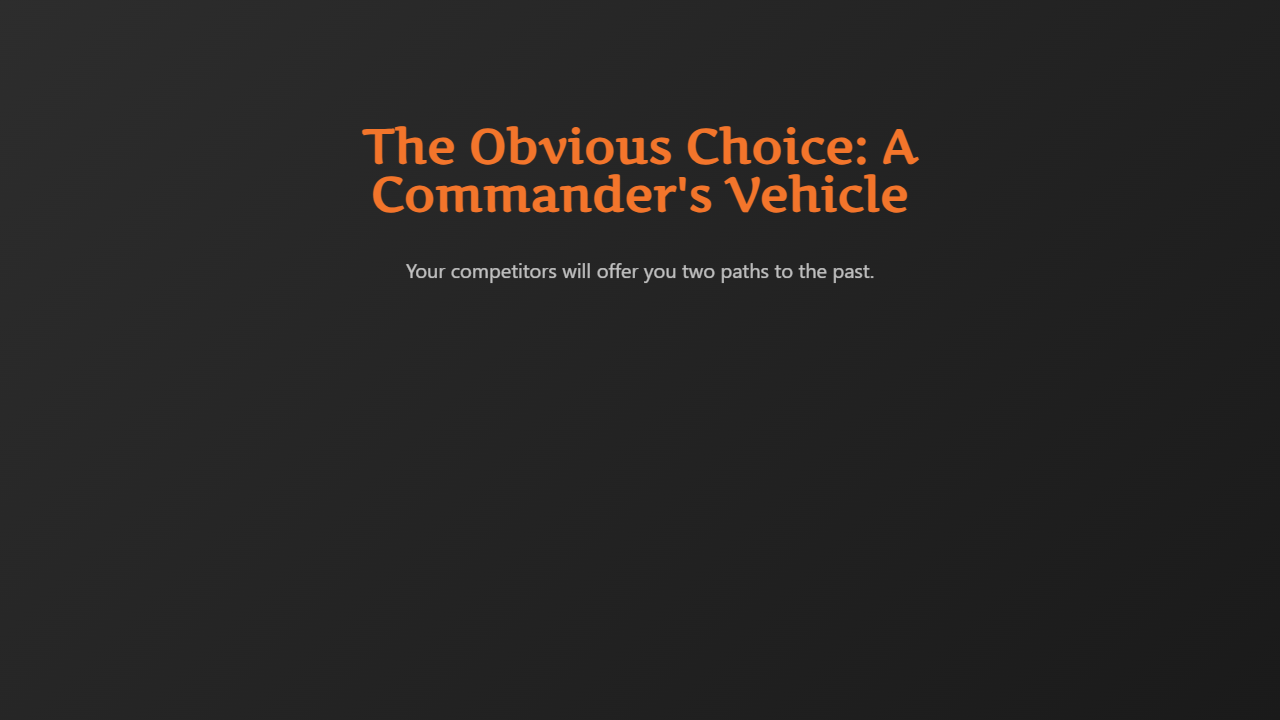 The Obvious Choice: A
Commander's Vehicle
Your competitors will offer you two paths to the past.